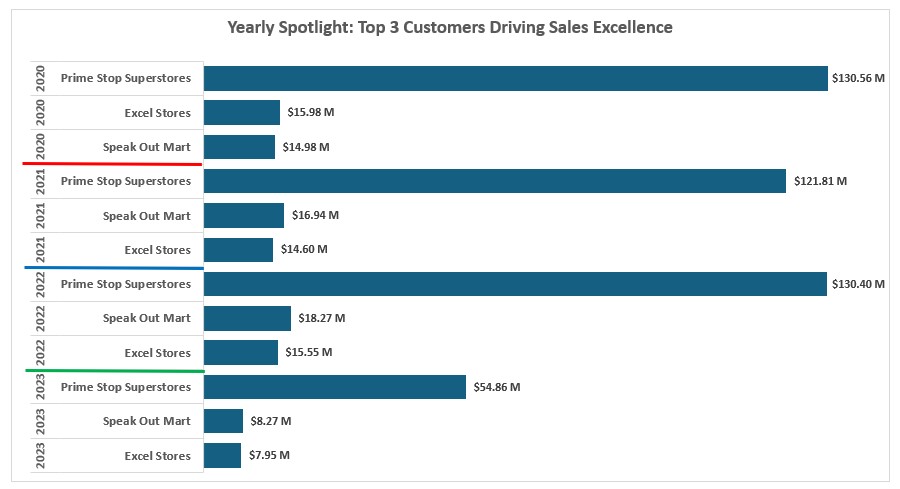 Yearly Spotlight: Top 3 Customers Driving Sales Excellence
2020 Prime Stop Superstores $130.56 M
2020 Excel Stores $15.98 M
2020 Speak Out Mart $14.98 M
2021 Prime Stop Superstores $121.81 M
2021 Speak Out Mart $16.94 M
2021 Excel Stores $14.60 M
2022 Prime Stop Superstores $130.40 M
2022 Speak Out Mart $18.27 M
2022 Excel Stores $15.55 M
2023 Prime Stop Superstores $54.86 M
2023 Speak Out Mart $8.27 M
2023 Excel Stores $7.95 M